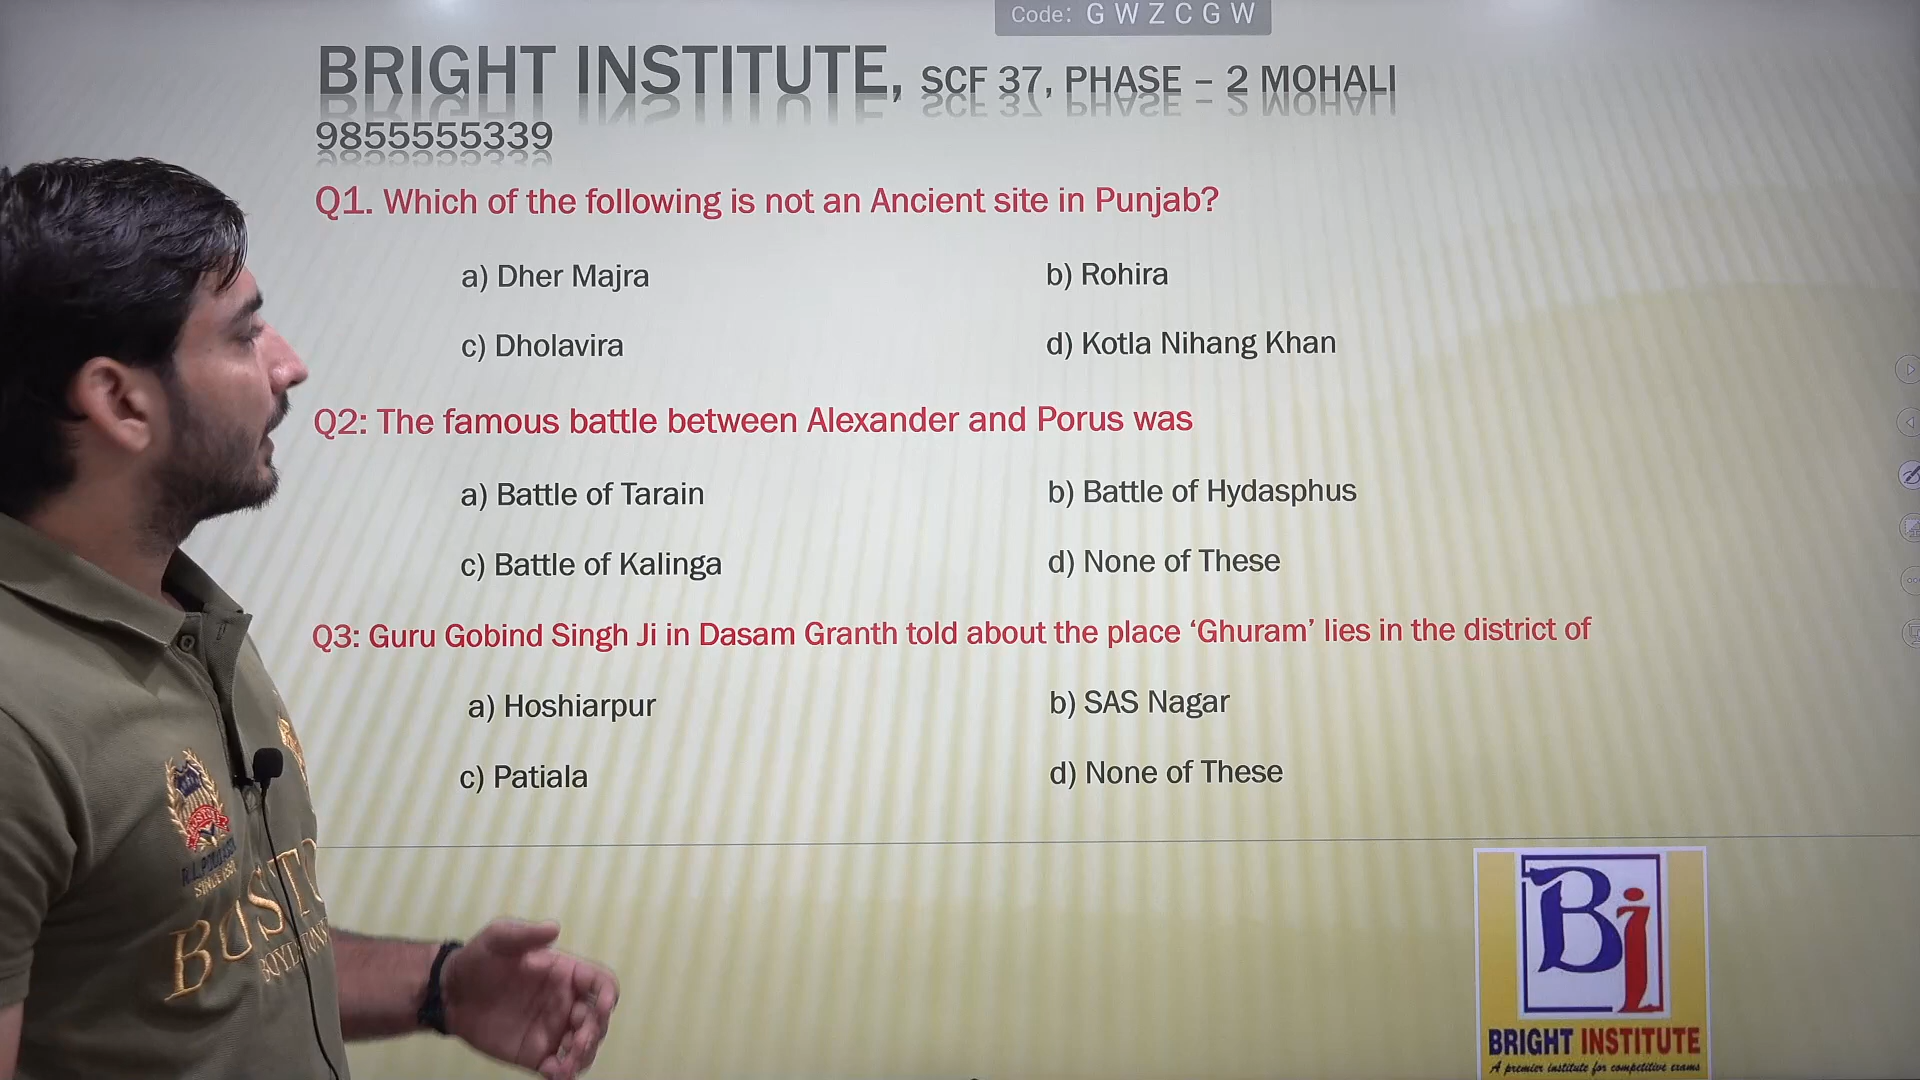 Code: G W Z C G W
BRIGHT INSTITUTE, SCF 37, PHASE – 2 MOHALI
9855555339
Q1. Which of the following is not an Ancient site in Punjab?
a) Dher Majra
b) Rohira
c) Dholavira
d) Kotla Nihang Khan
Q2: The famous battle between Alexander and Porus was
a) Battle of Tarain
b) Battle of Hydasphus
c) Battle of Kalinga
d) None of These
Q3: Guru Gobind Singh Ji in Dasam Granth told about the place ‘Ghuram’ lies in the district of
a) Hoshiarpur
b) SAS Nagar
c) Patiala
d) None of These
Bi
BRIGHT INSTITUTE
A premier institute for competitive exams